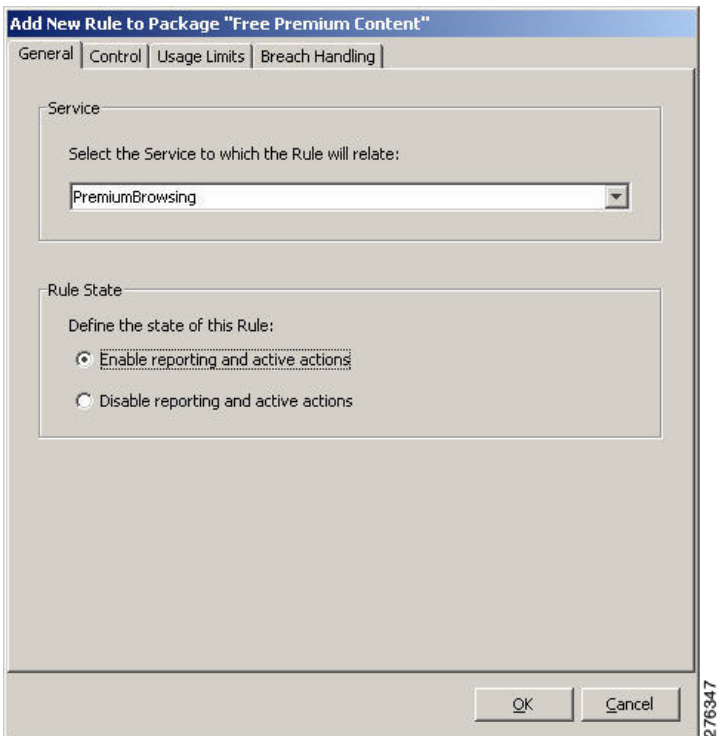 Add New Rule to Package "Free Premium Content"
General Control Usage Limits Breach Handling
Service
Select the Service to which the Rule will relate:
PremiumBrowsing
Rule State
Define the state of this Rule:
Enable reporting and active actions
Disable reporting and active actions
OK Cancel
276347